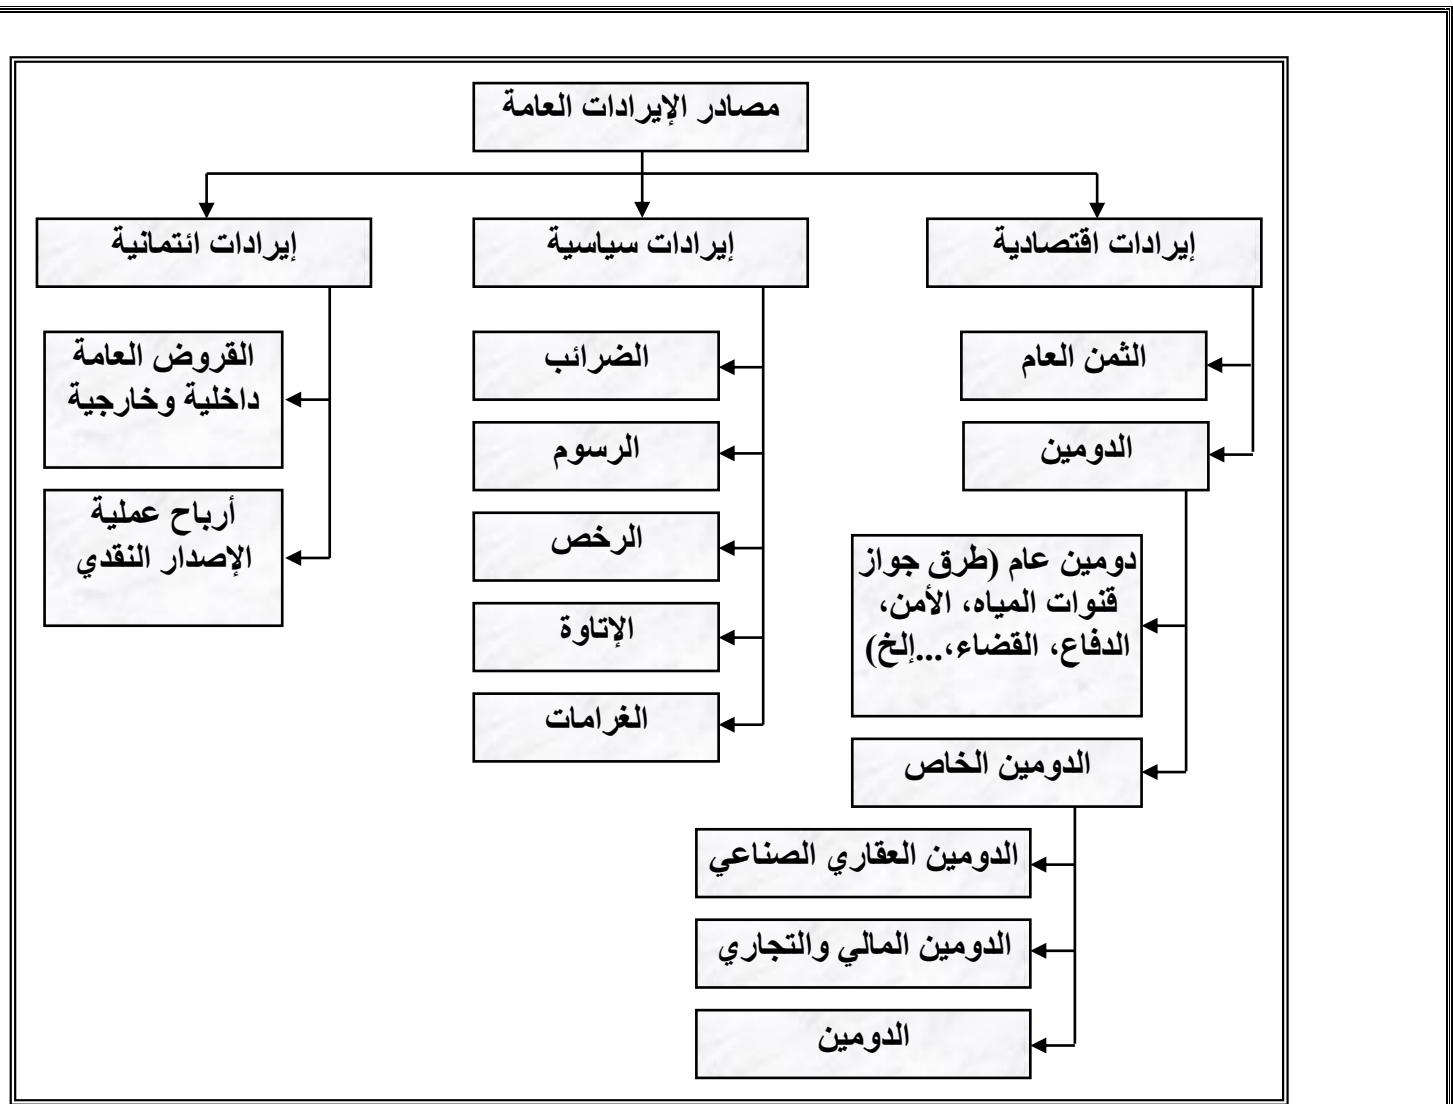 مصادر الإيرادات العامة
إيرادات اقتصادية
الثمن العام
الدومين
دومين عام (طرق جواز
قنوات المياه، الأمن،
الدفاع، القضاء،...إلخ)
الدومين الخاص
الدومين العقاري الصناعي
الدومين المالي والتجاري
الدومين
إيرادات سياسية
الضرائب
الرسوم
الرخص
الإتاوة
الغرامات
إيرادات ائتمانية
القروض العامة
داخلية وخارجية
أرباح عملية
الإصدار النقدي